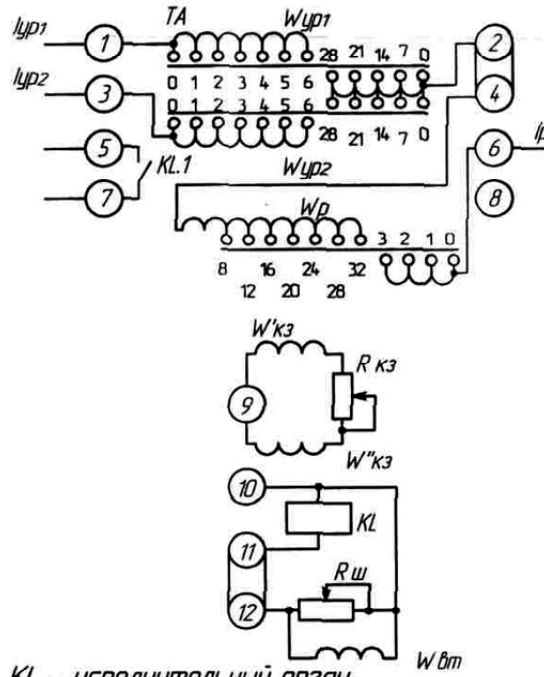 Iур1
1
TA
Wур1
28 21 14 7 0
2
Iур2
3
0 1 2 3 4 5 6
0 1 2 3 4 5 6
28 21 14 7 0
4
5
KL.1
Wур2
6
Iр
7
Wр
8
3 2 1 0
8 16 24 32
12 20 28
W'кз
R кз
9
W"кз
10
KL
11
R ш
12
W вт
KL – исполнительный орган